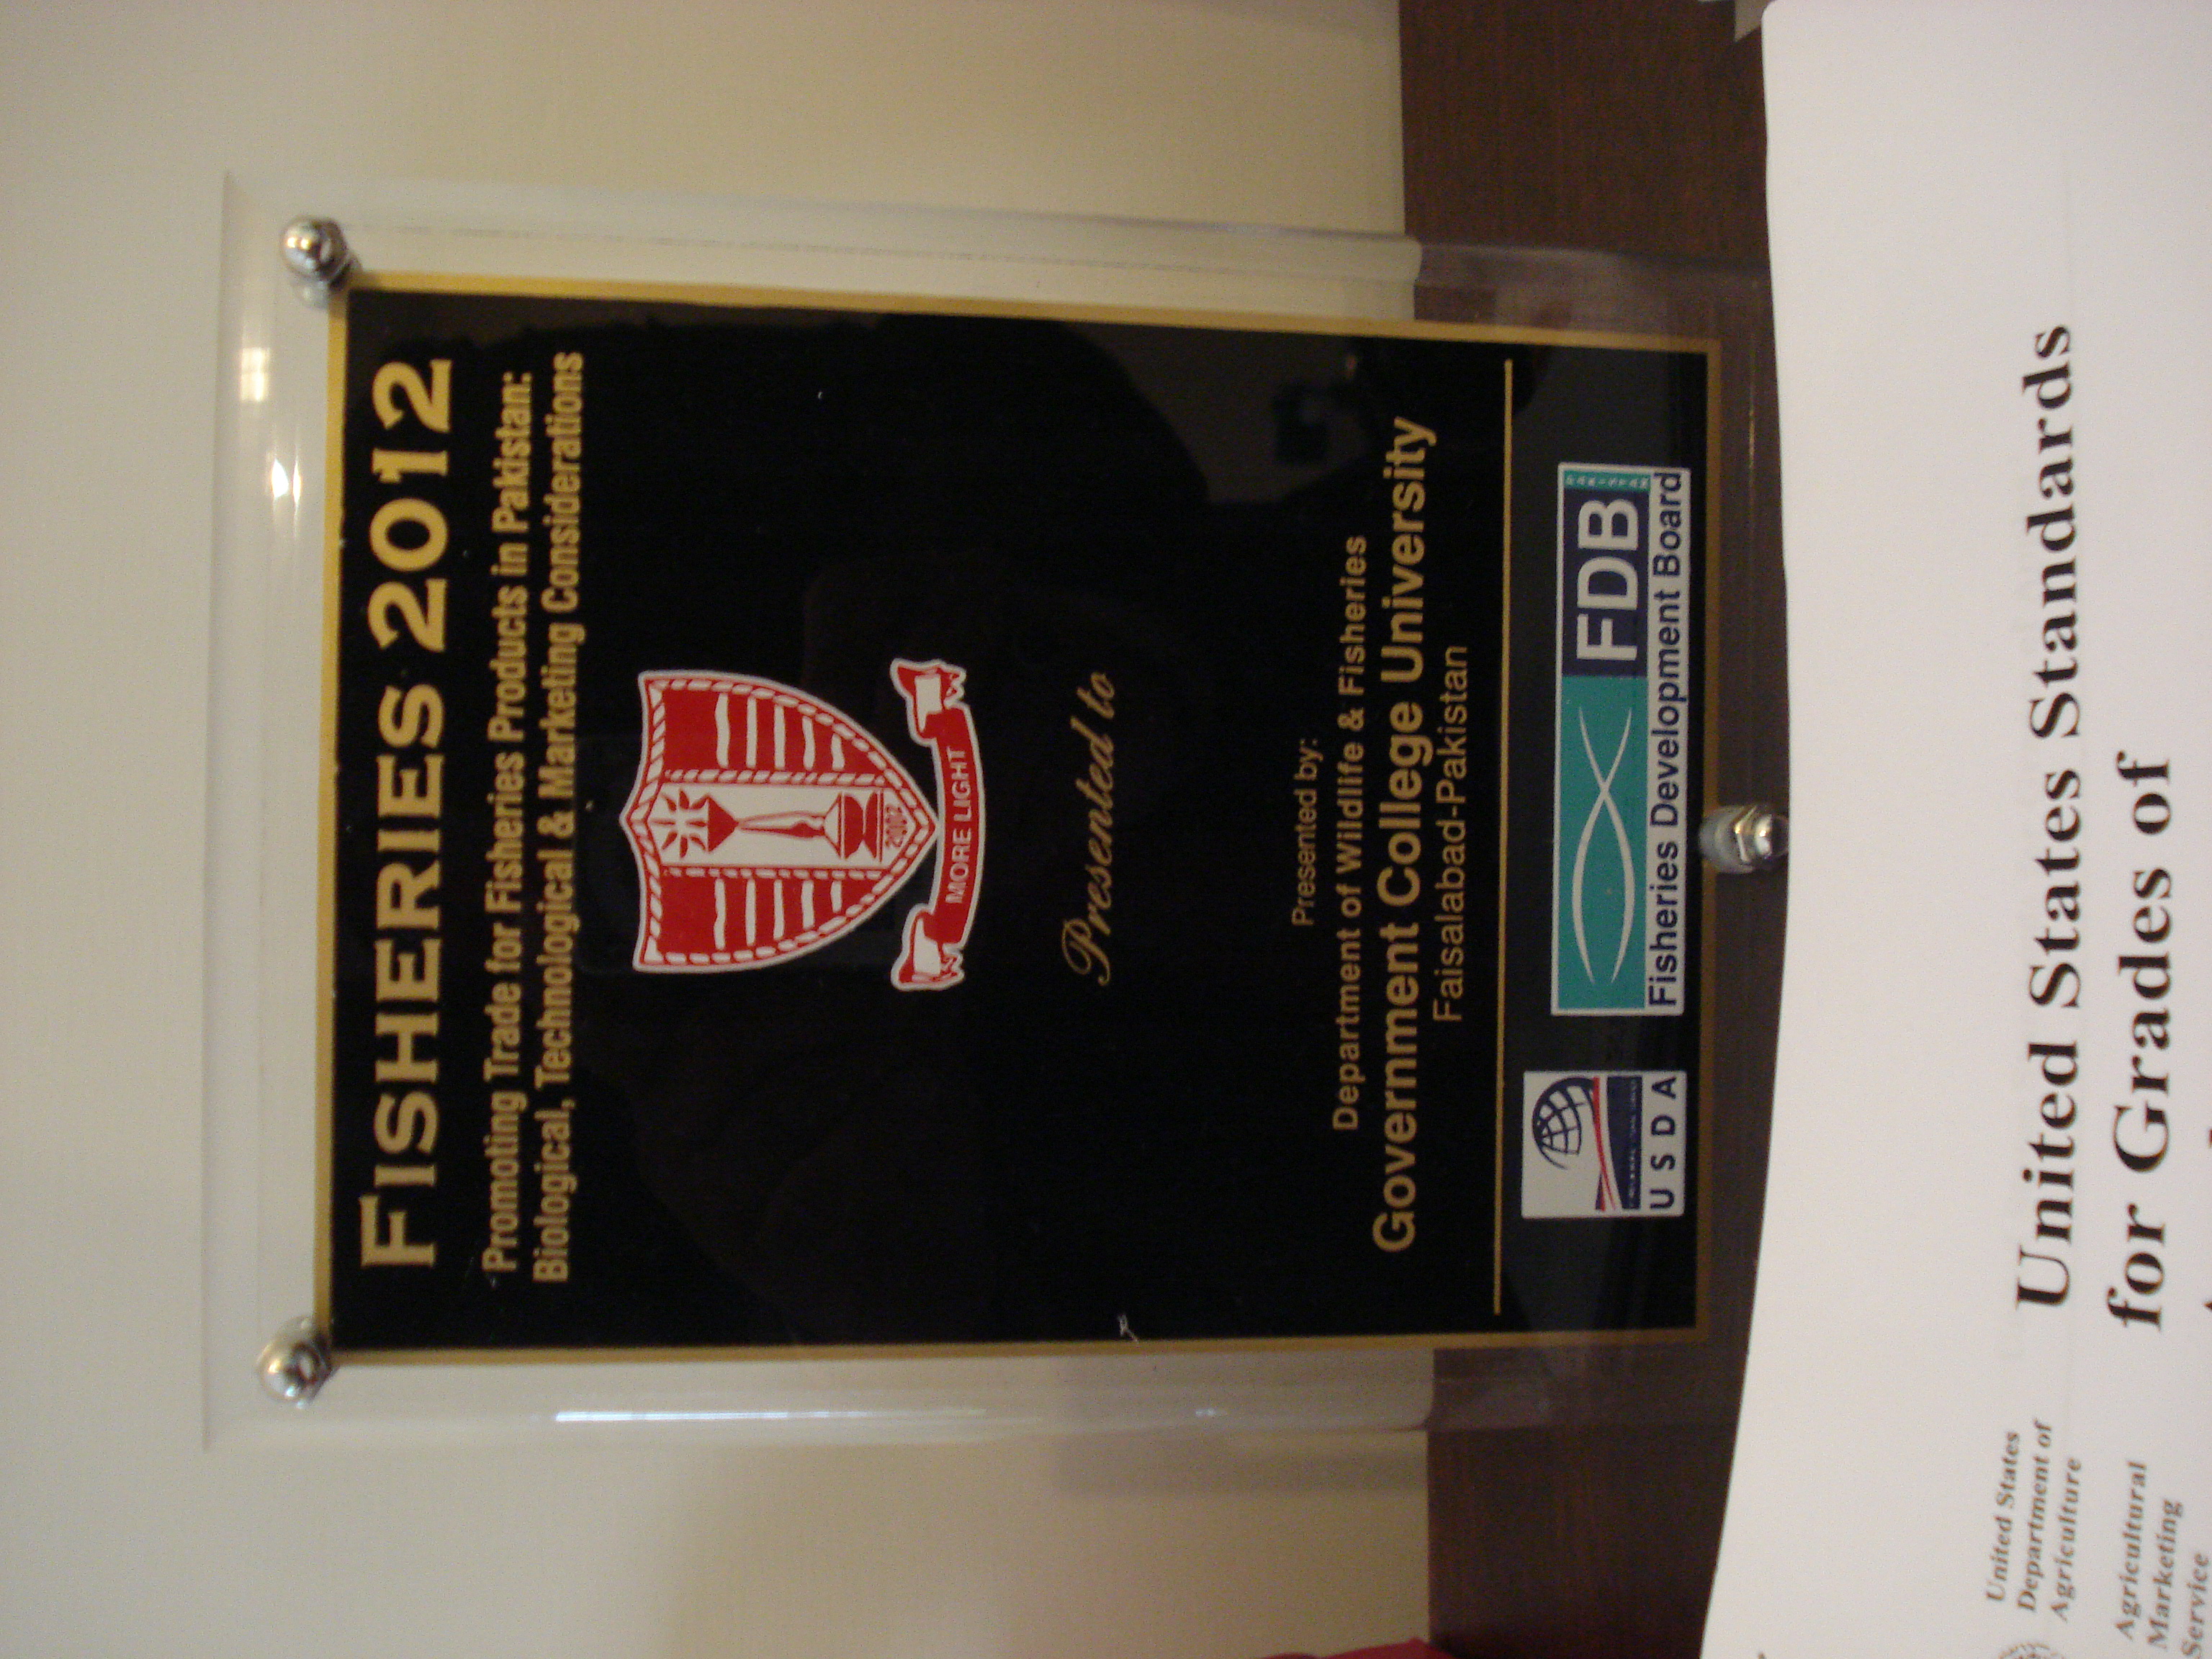 FISHERIES 2012
"Promoting Trade for Fisheries Products in Pakistan:
Biological, Technological & Marketing Considerations
2002
MORE LIGHT
Presented to
Presented by:
Department of Wildlife & Fisheries
Government College University
Faisalabad-Pakistan
USDA
FDB
PAKISTAN
Fisheries Development Board
United States
Department of
Agriculture
Agricultural
Marketing
Service
United States Standards
for Grades of